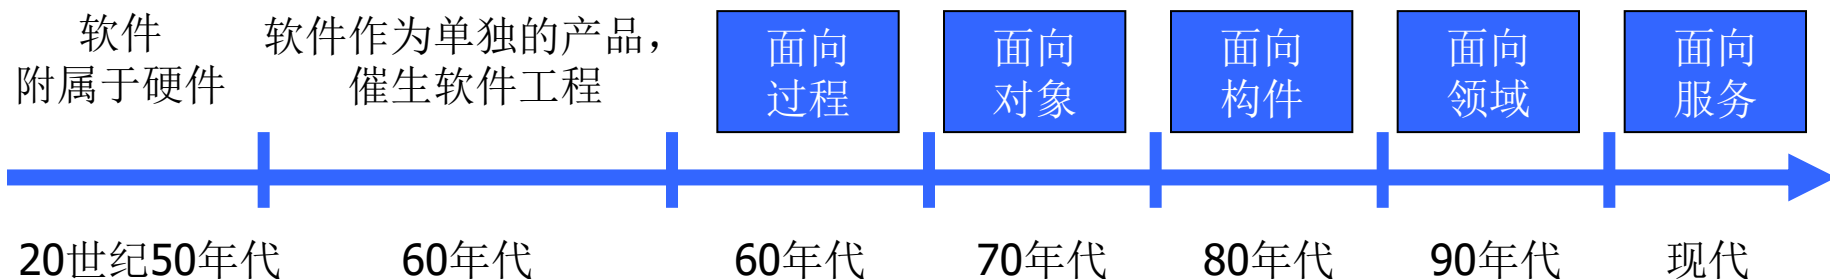 软件
附属于硬件
软件作为单独的产品，
催生软件工程
面向
过程
面向
对象
面向
构件
面向
领域
面向
服务
20世纪50年代
60年代
60年代
70年代
80年代
90年代
现代